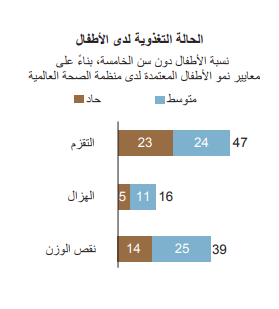 الحالة التغذوية لدى الأطفال
نسبة الأطفال دون سن الخامسة، بناءً على
معايير نمو الأطفال المعتمدة لدى منظمة الصحة العالمية
متوسط حاد
التقزم 23 24 47
الهزال 5 11 16
نقص الوزن 14 25 39